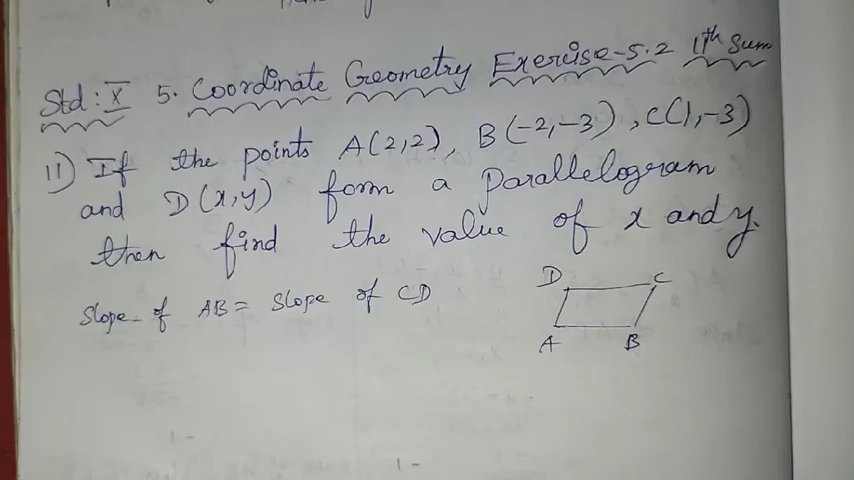 Std : X 5. Coordinate Geometry Exercise-5.2 11th Sum
11) If the points A(2,2), B(-2,-3), C(1,-3)
and D(x,y) form a parallelogram
then find the value of x and y.
Slope of AB = Slope of CD
D C
A B